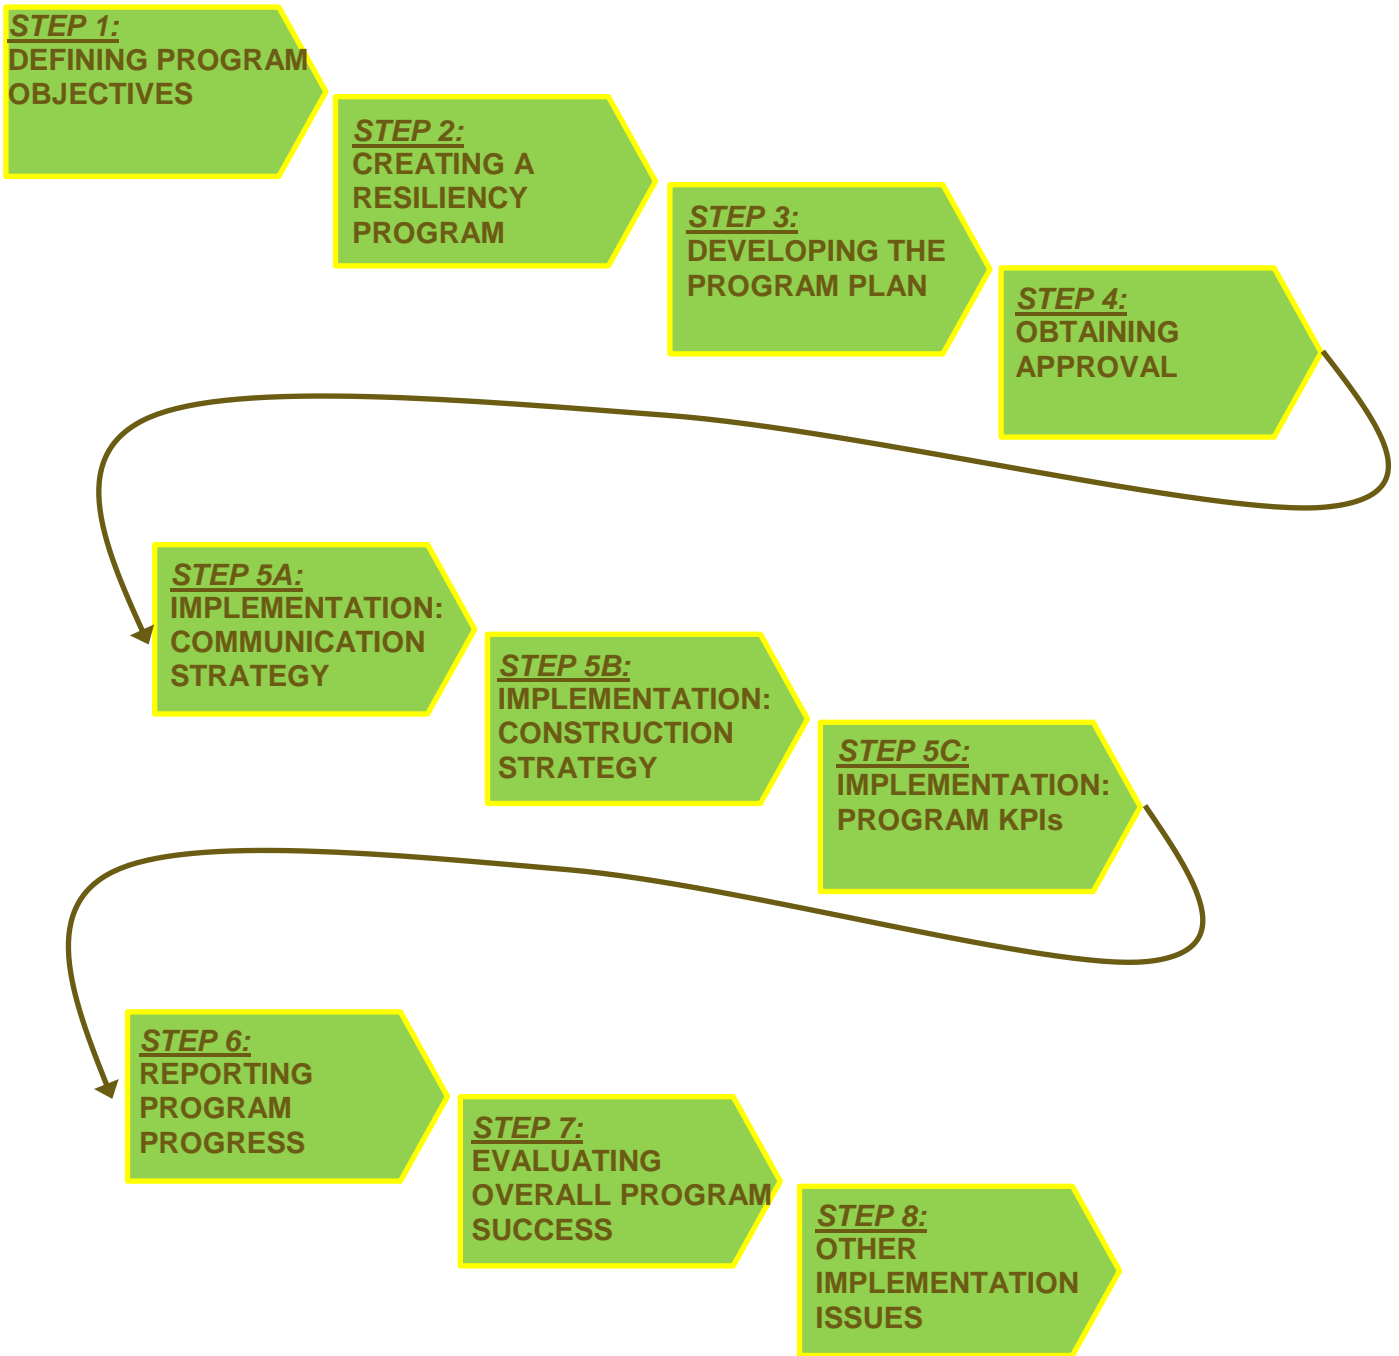 STEP 1:
DEFINING PROGRAM
OBJECTIVES
STEP 2:
CREATING A
RESILIENCY
PROGRAM
STEP 3:
DEVELOPING THE
PROGRAM PLAN
STEP 4:
OBTAINING
APPROVAL
STEP 5A:
IMPLEMENTATION:
COMMUNICATION
STRATEGY
STEP 5B:
IMPLEMENTATION:
CONSTRUCTION
STRATEGY
STEP 5C:
IMPLEMENTATION:
PROGRAM KPIs
STEP 6:
REPORTING
PROGRAM
PROGRESS
STEP 7:
EVALUATING
OVERALL PROGRAM
SUCCESS
STEP 8:
OTHER
IMPLEMENTATION
ISSUES